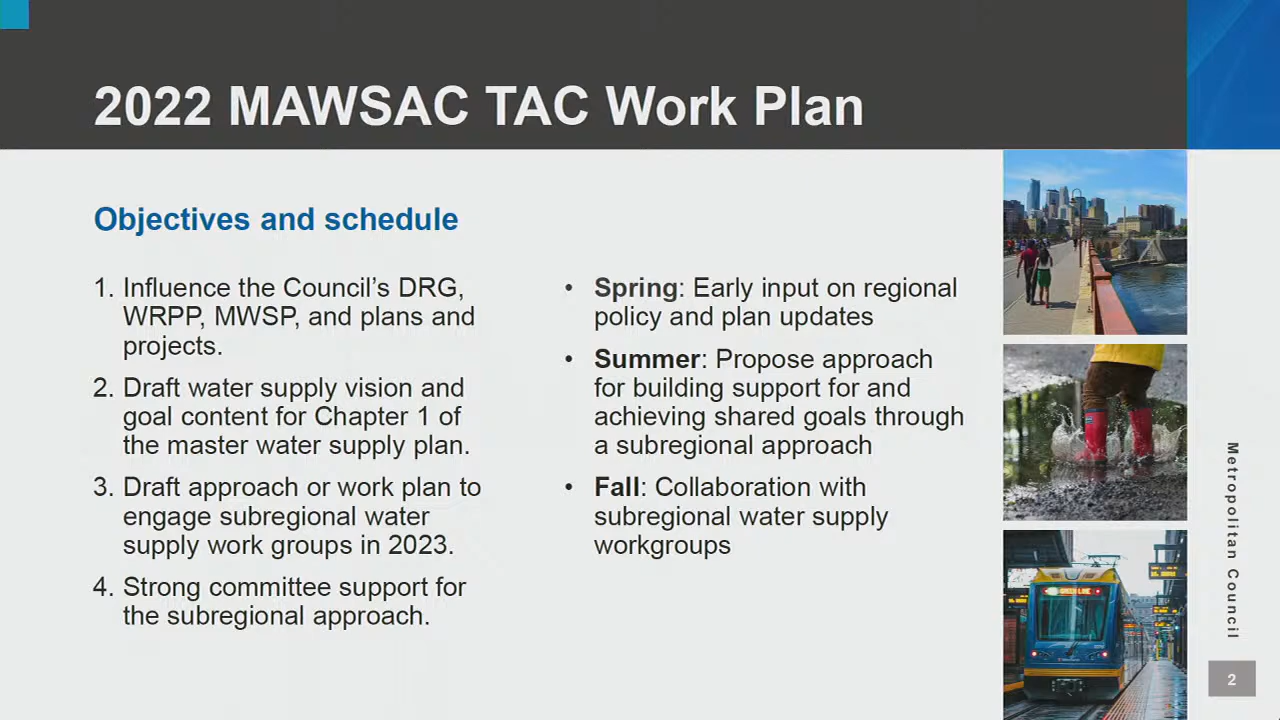 2022 MAWSAC TAC Work Plan
Objectives and schedule
1. Influence the Council's DRG,
WRPP, MWSP, and plans and
projects.
2. Draft water supply vision and
goal content for Chapter 1 of
the master water supply plan.
3. Draft approach or work plan to
engage subregional water
supply work groups in 2023.
4. Strong committee support for
the subregional approach.
• Spring: Early input on regional
policy and plan updates
• Summer: Propose approach
for building support for and
achieving shared goals through
a subregional approach
• Fall: Collaboration with
subregional water supply
workgroups
Metropolitan Council
2